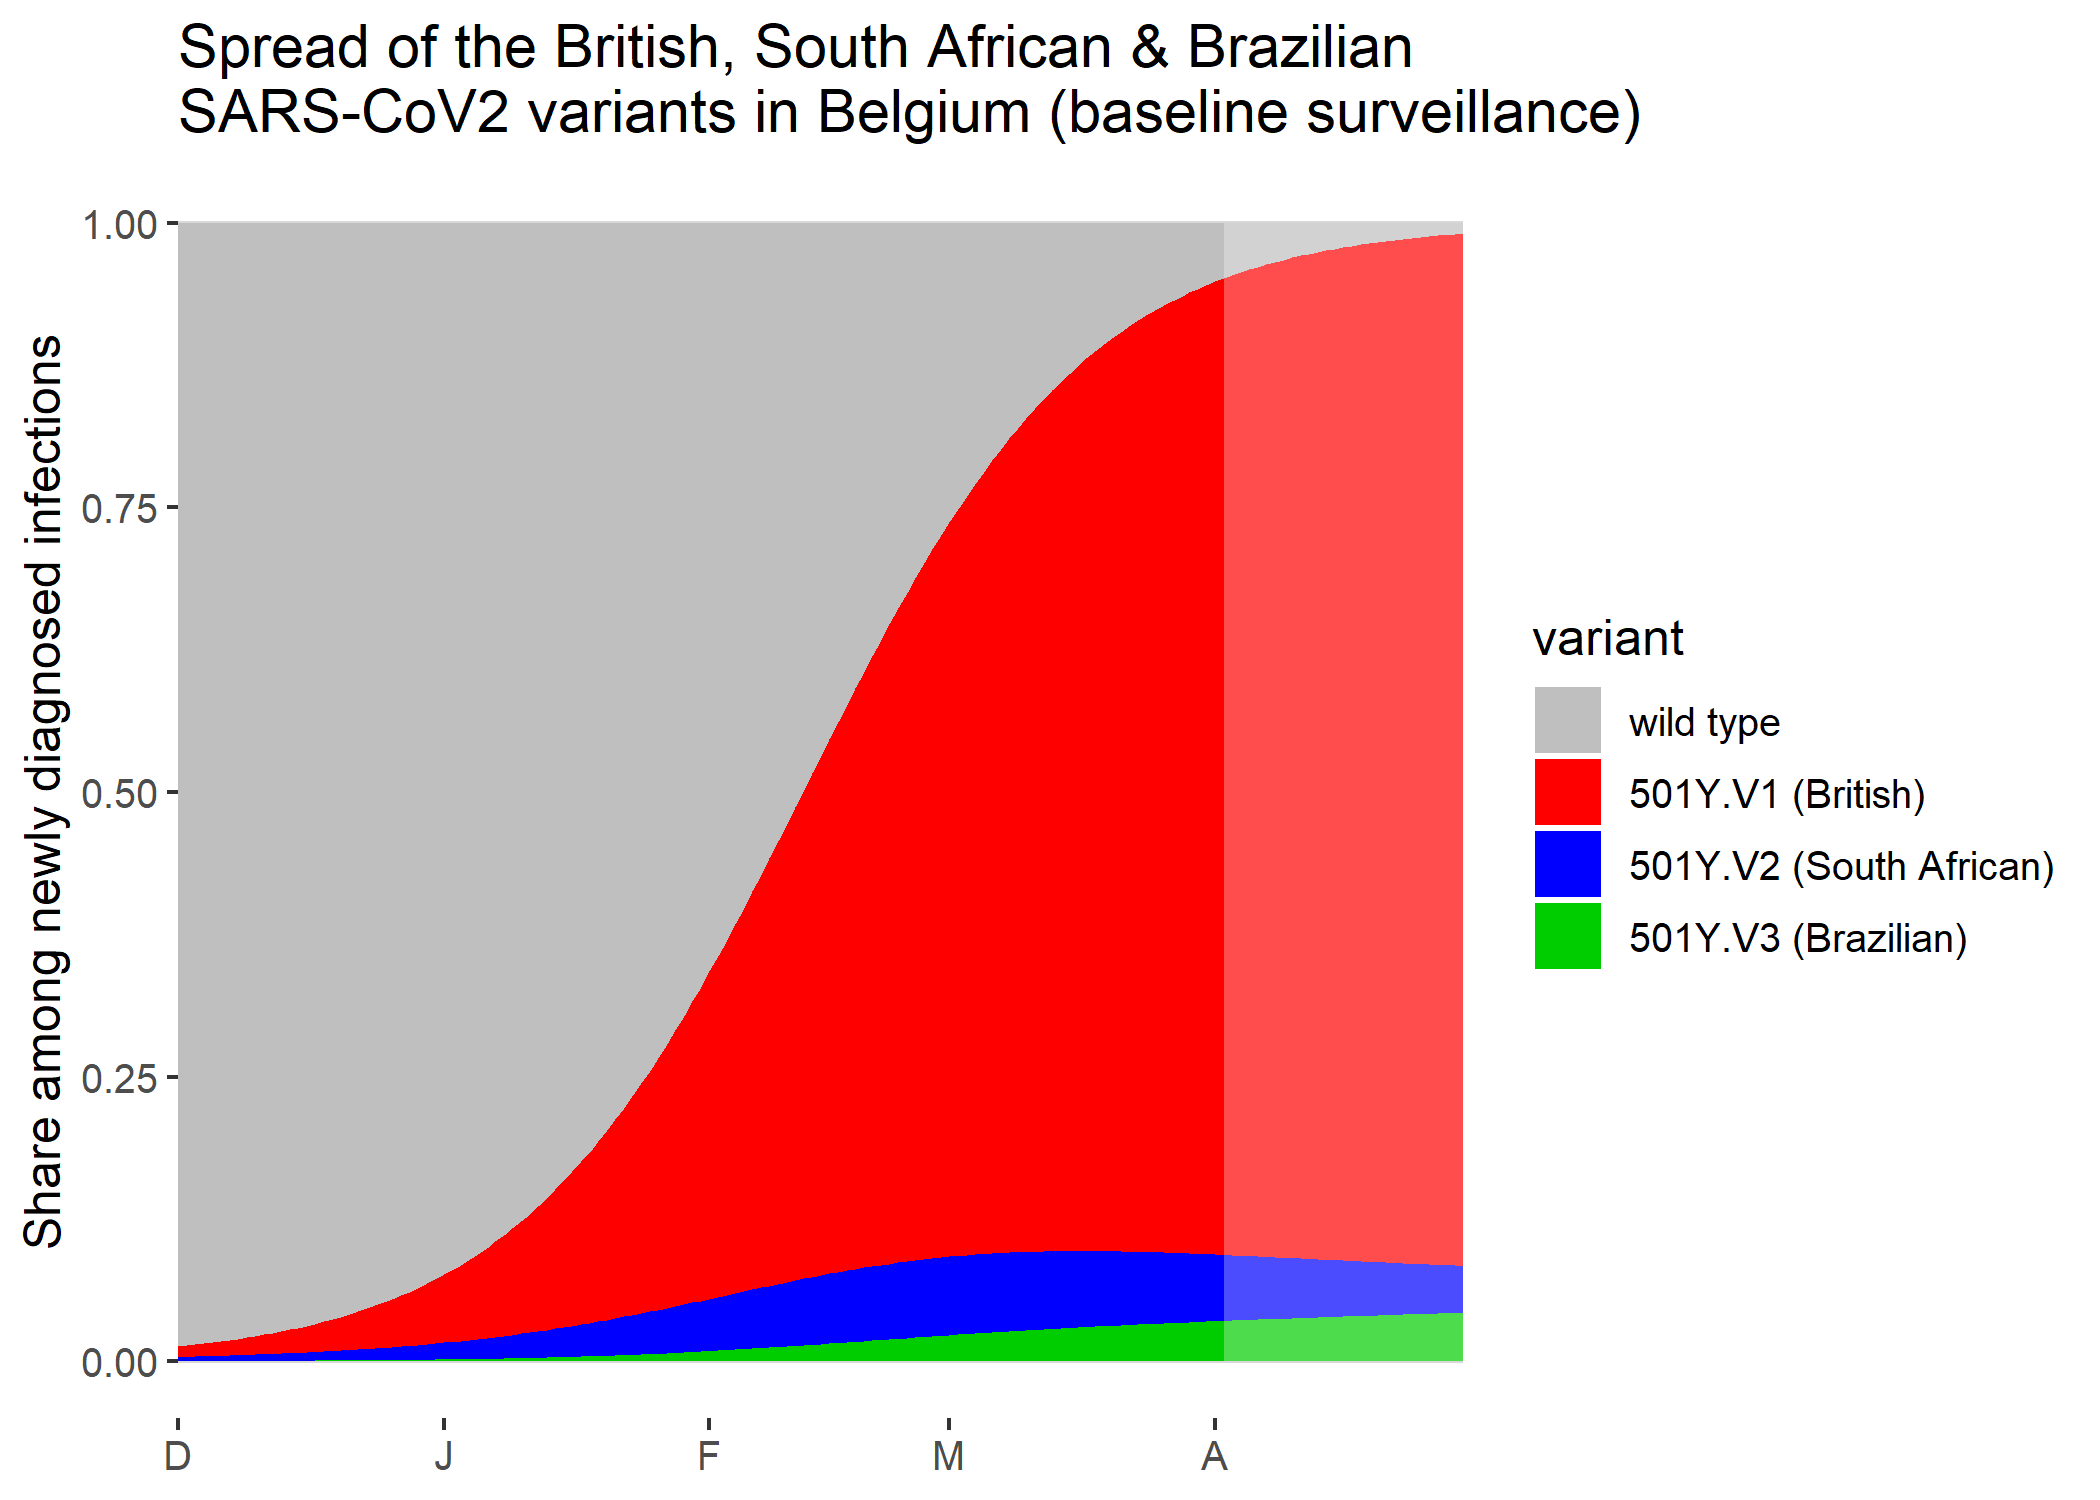 Spread of the British, South African & Brazilian
SARS-CoV2 variants in Belgium (baseline surveillance)
Share among newly diagnosed infections
1.00
0.75
0.50
0.25
0.00
D J F M A
variant
wild type
501Y.V1 (British)
501Y.V2 (South African)
501Y.V3 (Brazilian)